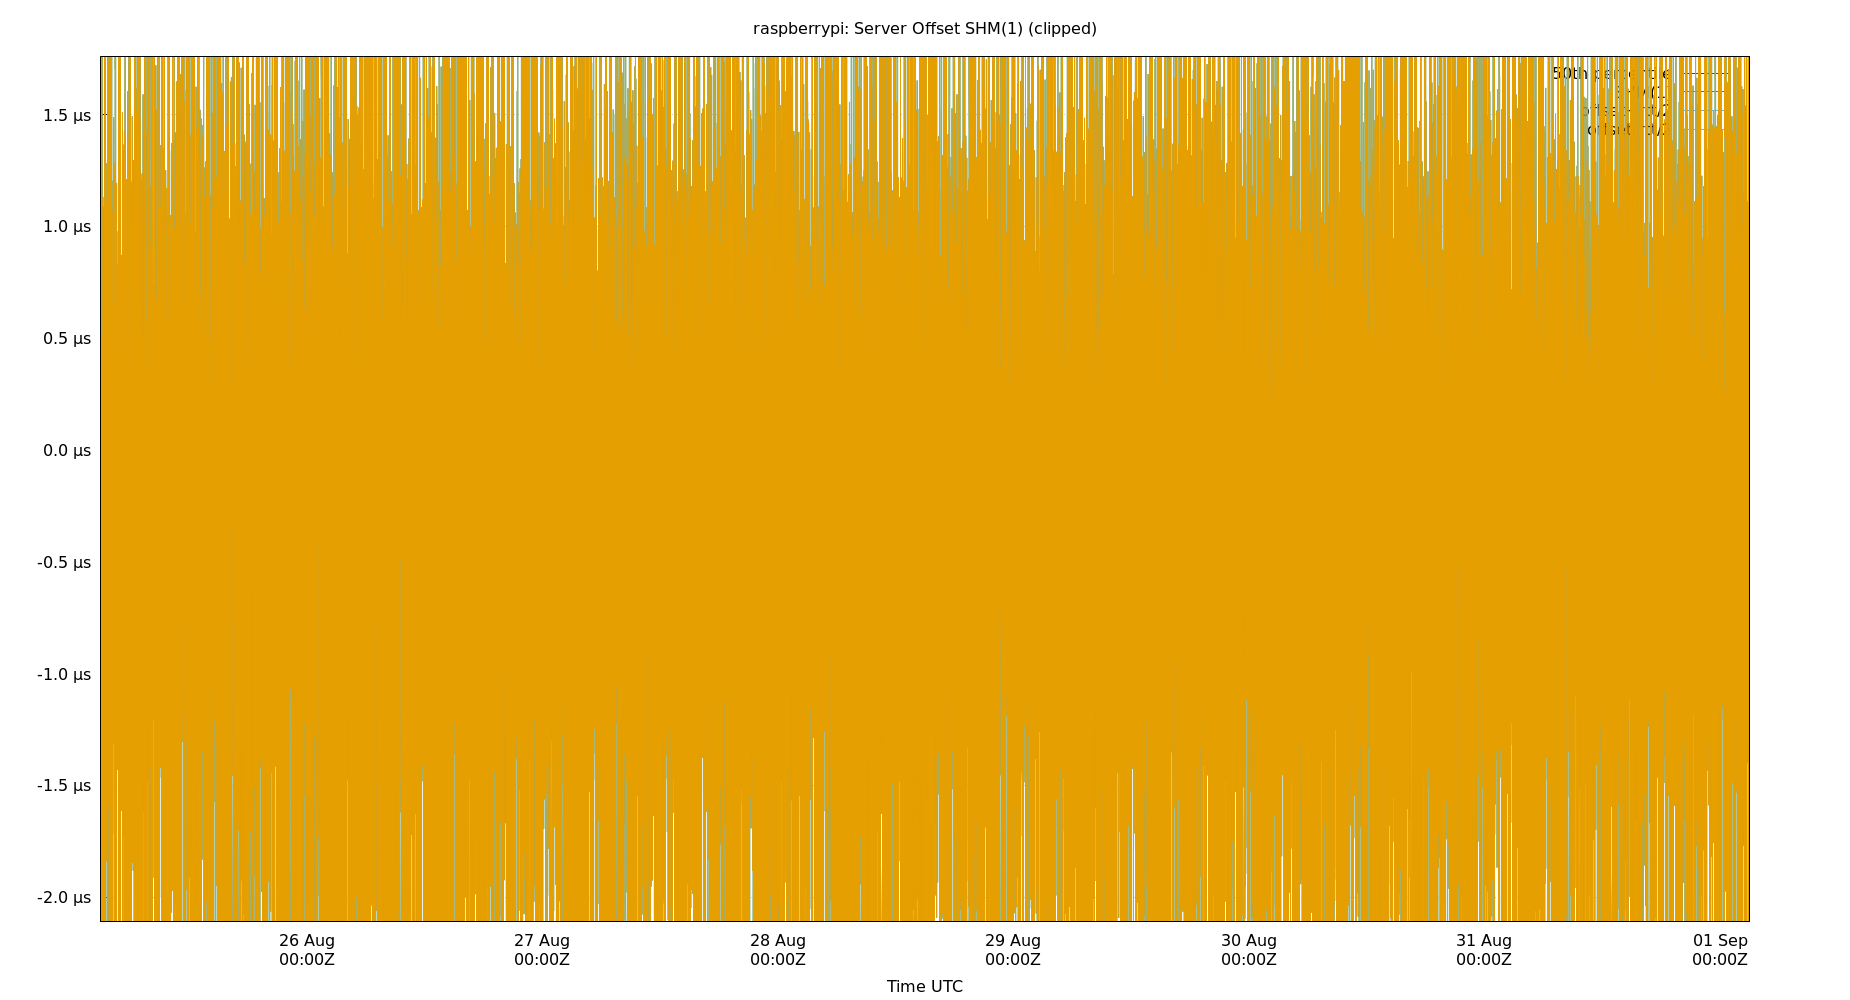 raspberrypi: Server Offset SHM(1) (clipped)
50th percentile
1.5 µs
1.0 µs
0.5 µs
0.0 µs
-0.5 µs
-1.0 µs
-1.5 µs
-2.0 µs
26 Aug 27 Aug 28 Aug 29 Aug 30 Aug 31 Aug 01 Sep
00:00Z 00:00Z 00:00Z 00:00Z 00:00Z 00:00Z 00:00Z
Time UTC